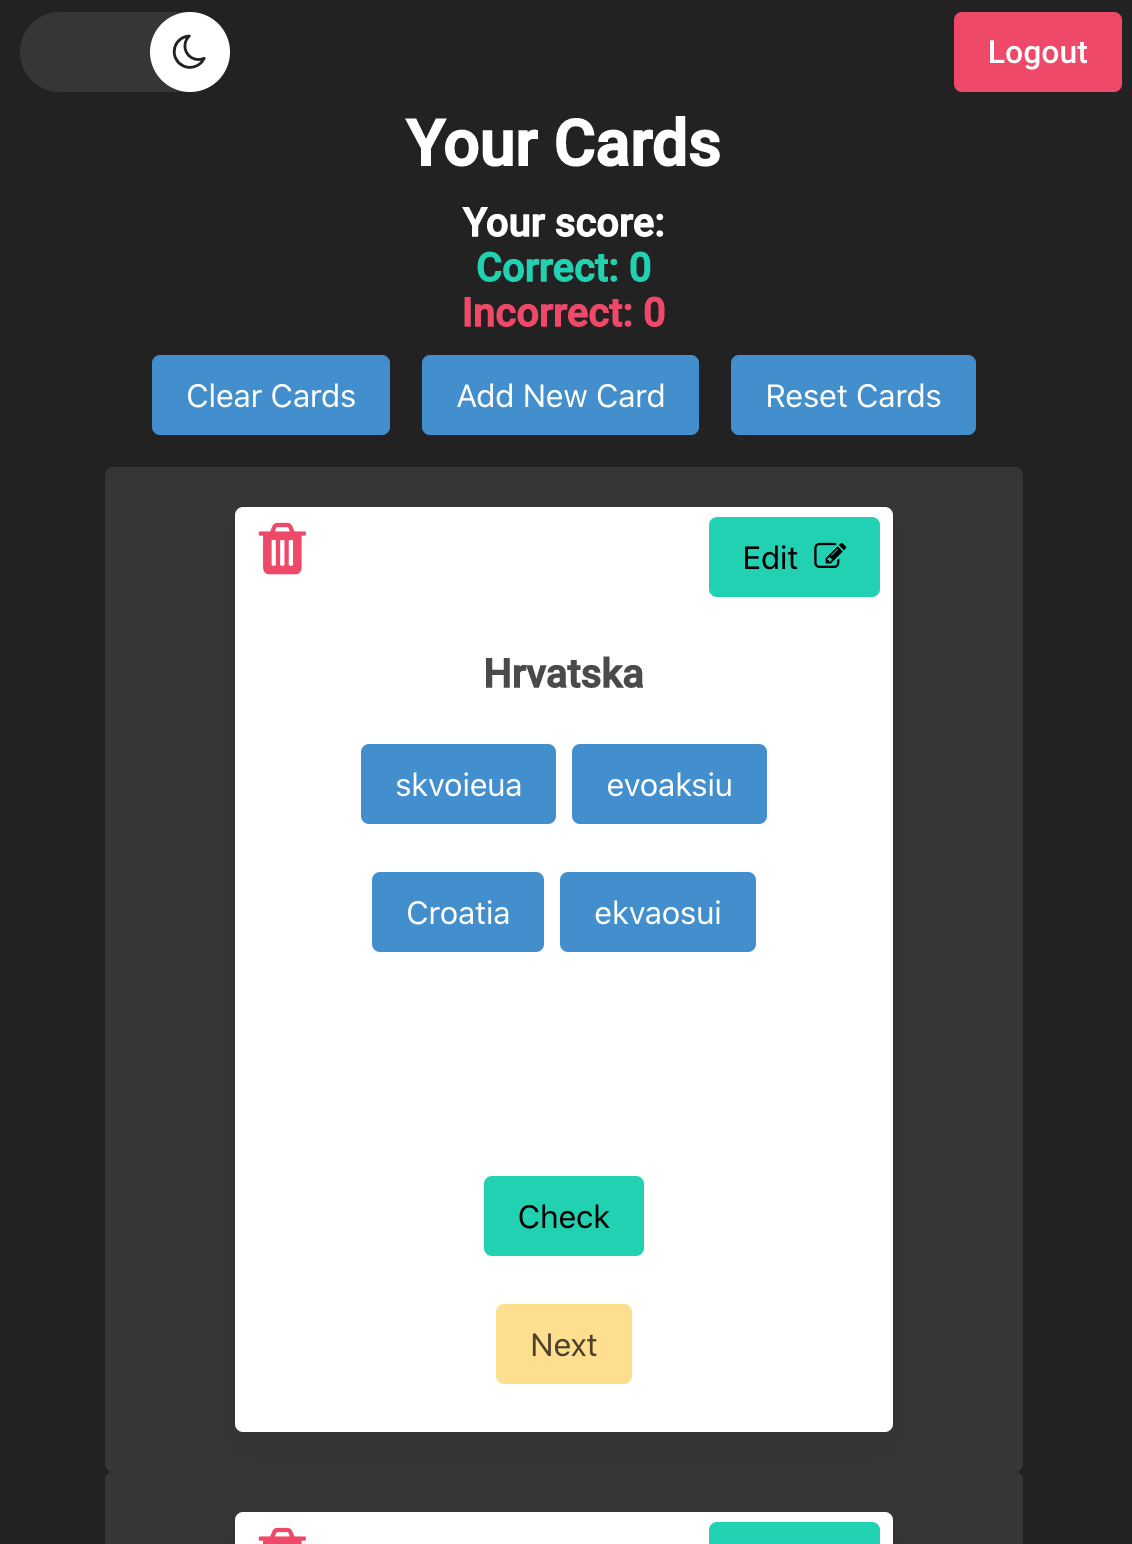 Logout
Your Cards
Your score:
Correct: 0
Incorrect: 0
Clear Cards Add New Card Reset Cards
Edit
Hrvatska
skvoieua evoaksiu
Croatia ekvaosui
Check
Next